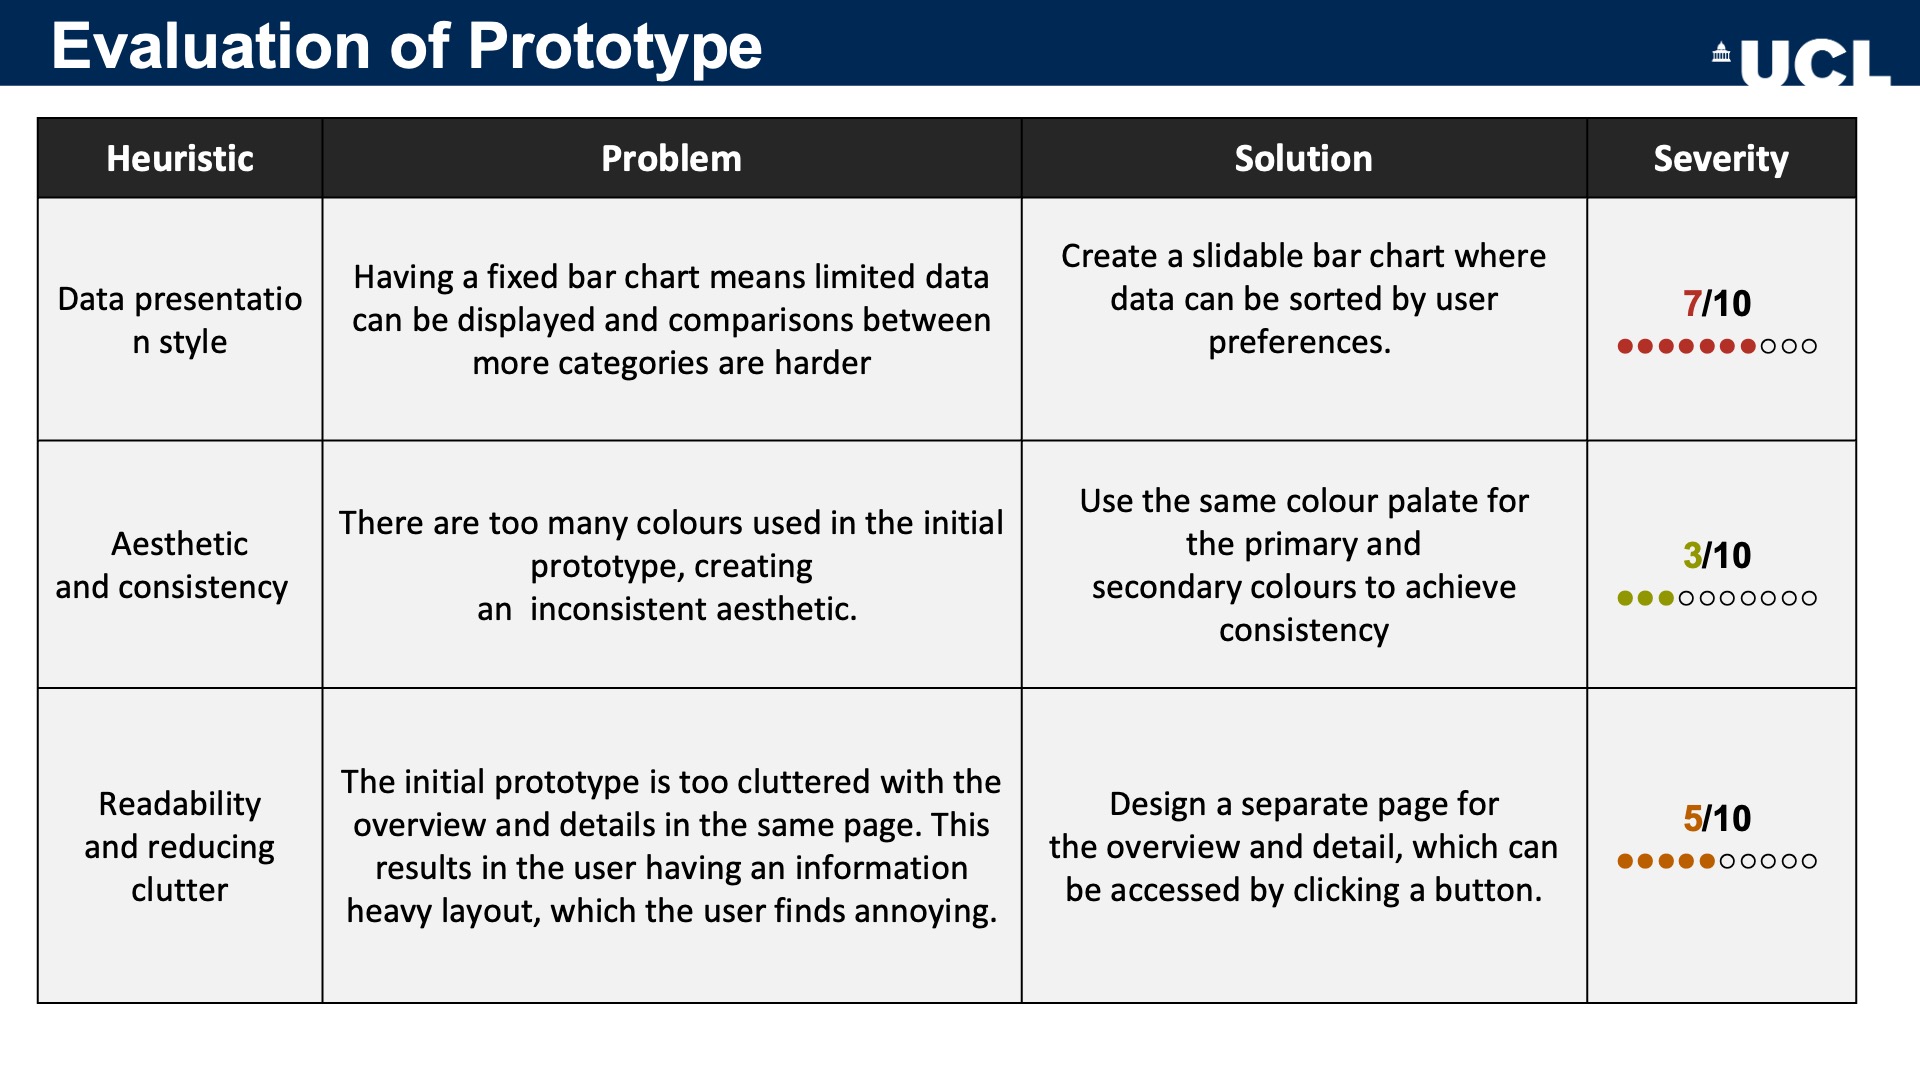 Evaluation of Prototype
UCL
Heuristic
Problem
Solution
Severity
Data presentatio
n style
Having a fixed bar chart means limited data
can be displayed and comparisons between
more categories are harder
Create a slidable bar chart where
data can be sorted by user
preferences.
7/10
Aesthetic
and consistency
There are too many colours used in the initial
prototype, creating
an  inconsistent aesthetic.
Use the same colour palate for
the primary and
secondary colours to achieve
consistency
3/10
Readability
and reducing
clutter
The initial prototype is too cluttered with the
overview and details in the same page. This
results in the user having an information
heavy layout, which the user finds annoying.
Design a separate page for
the overview and detail, which can
be accessed by clicking a button.
5/10